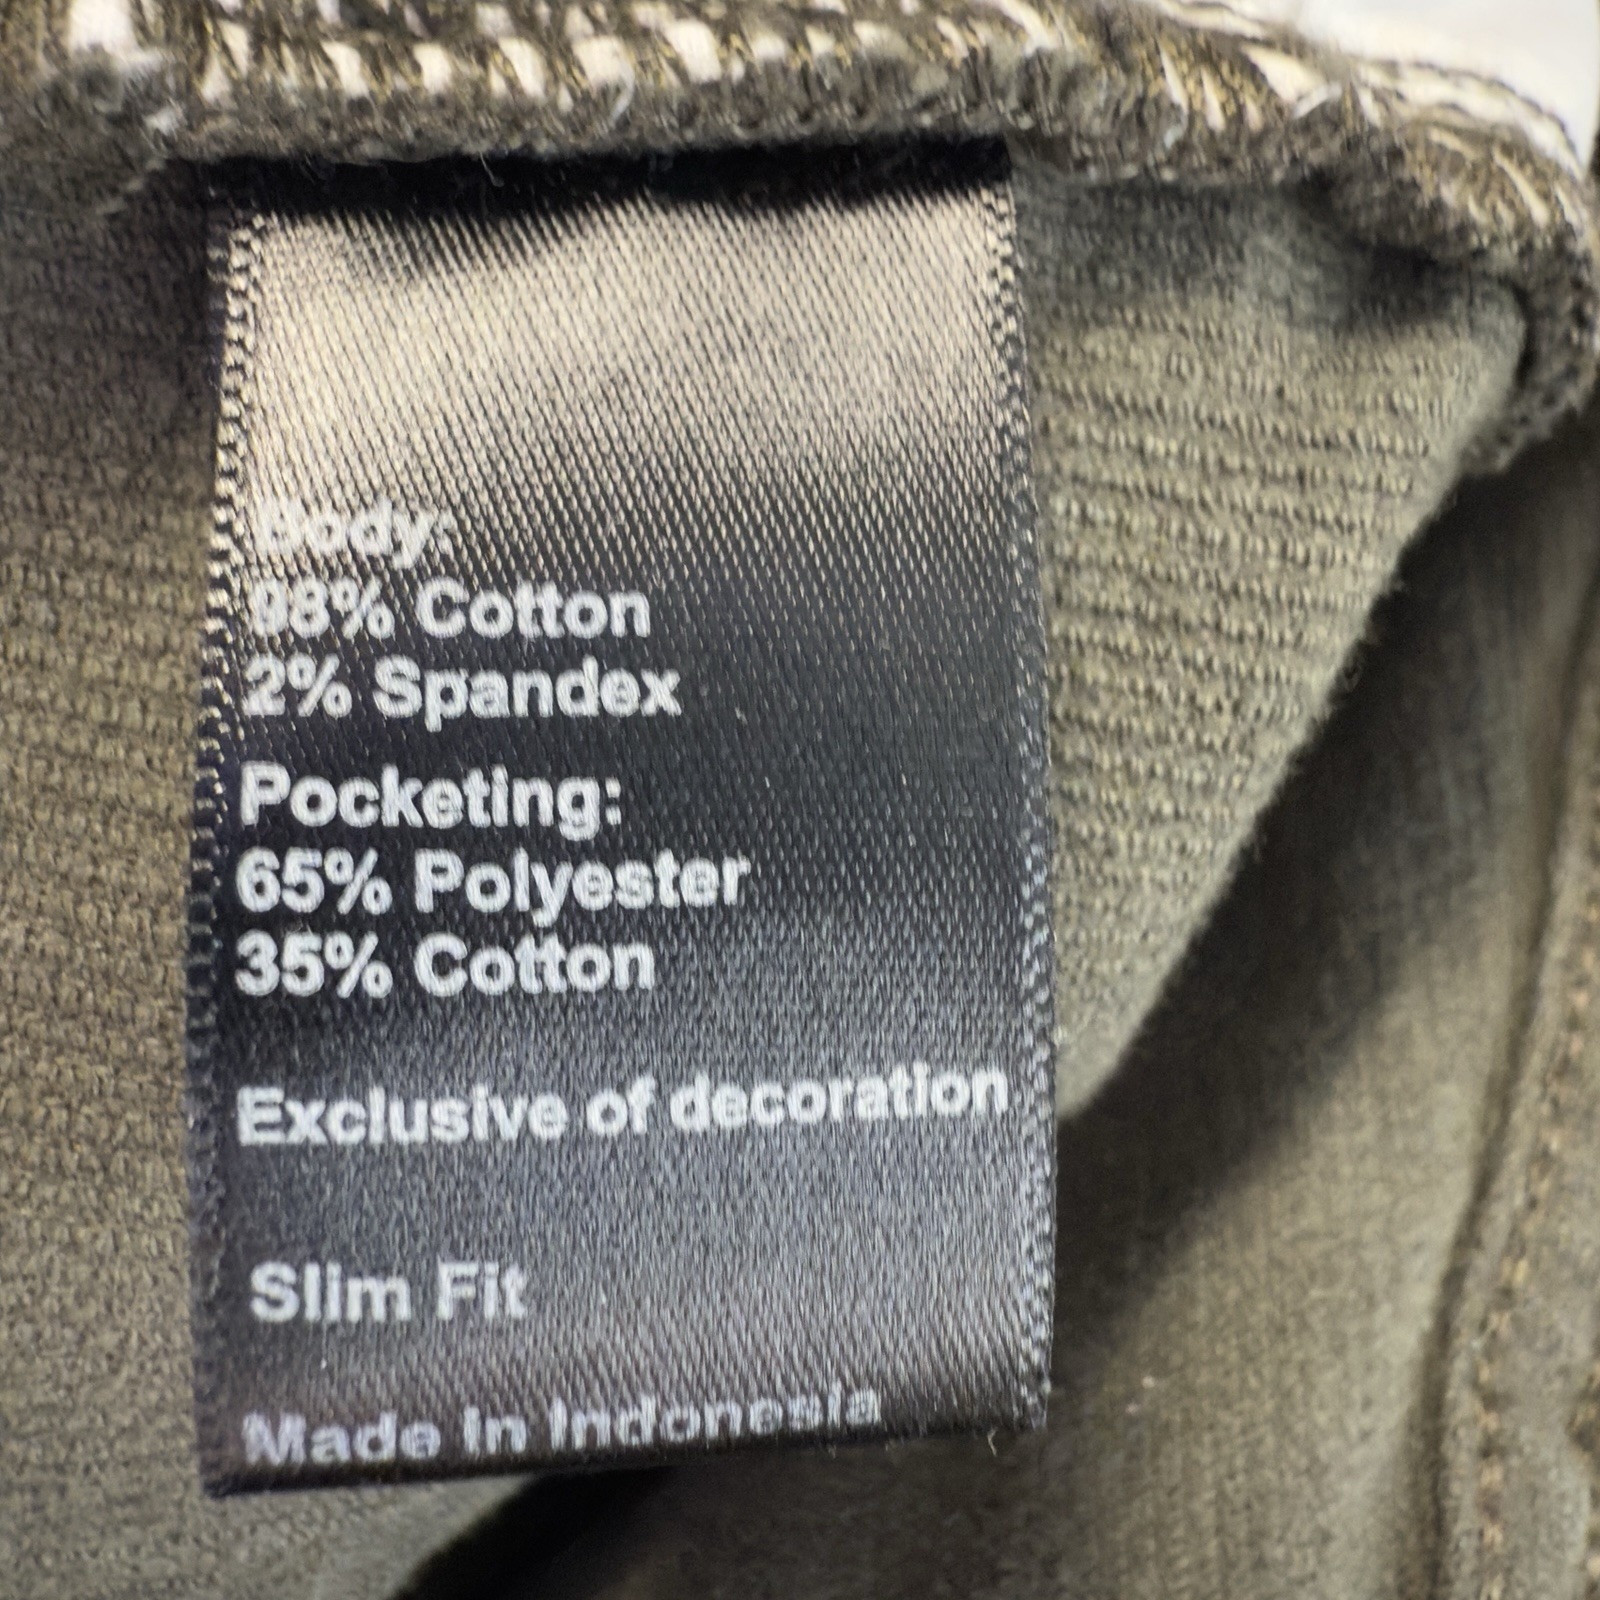 Body:
98% Cotton
2% Spandex
Pocketing:
65% Polyester
35% Cotton
Exclusive of decoration
Slim Fit
Made in Indonesia